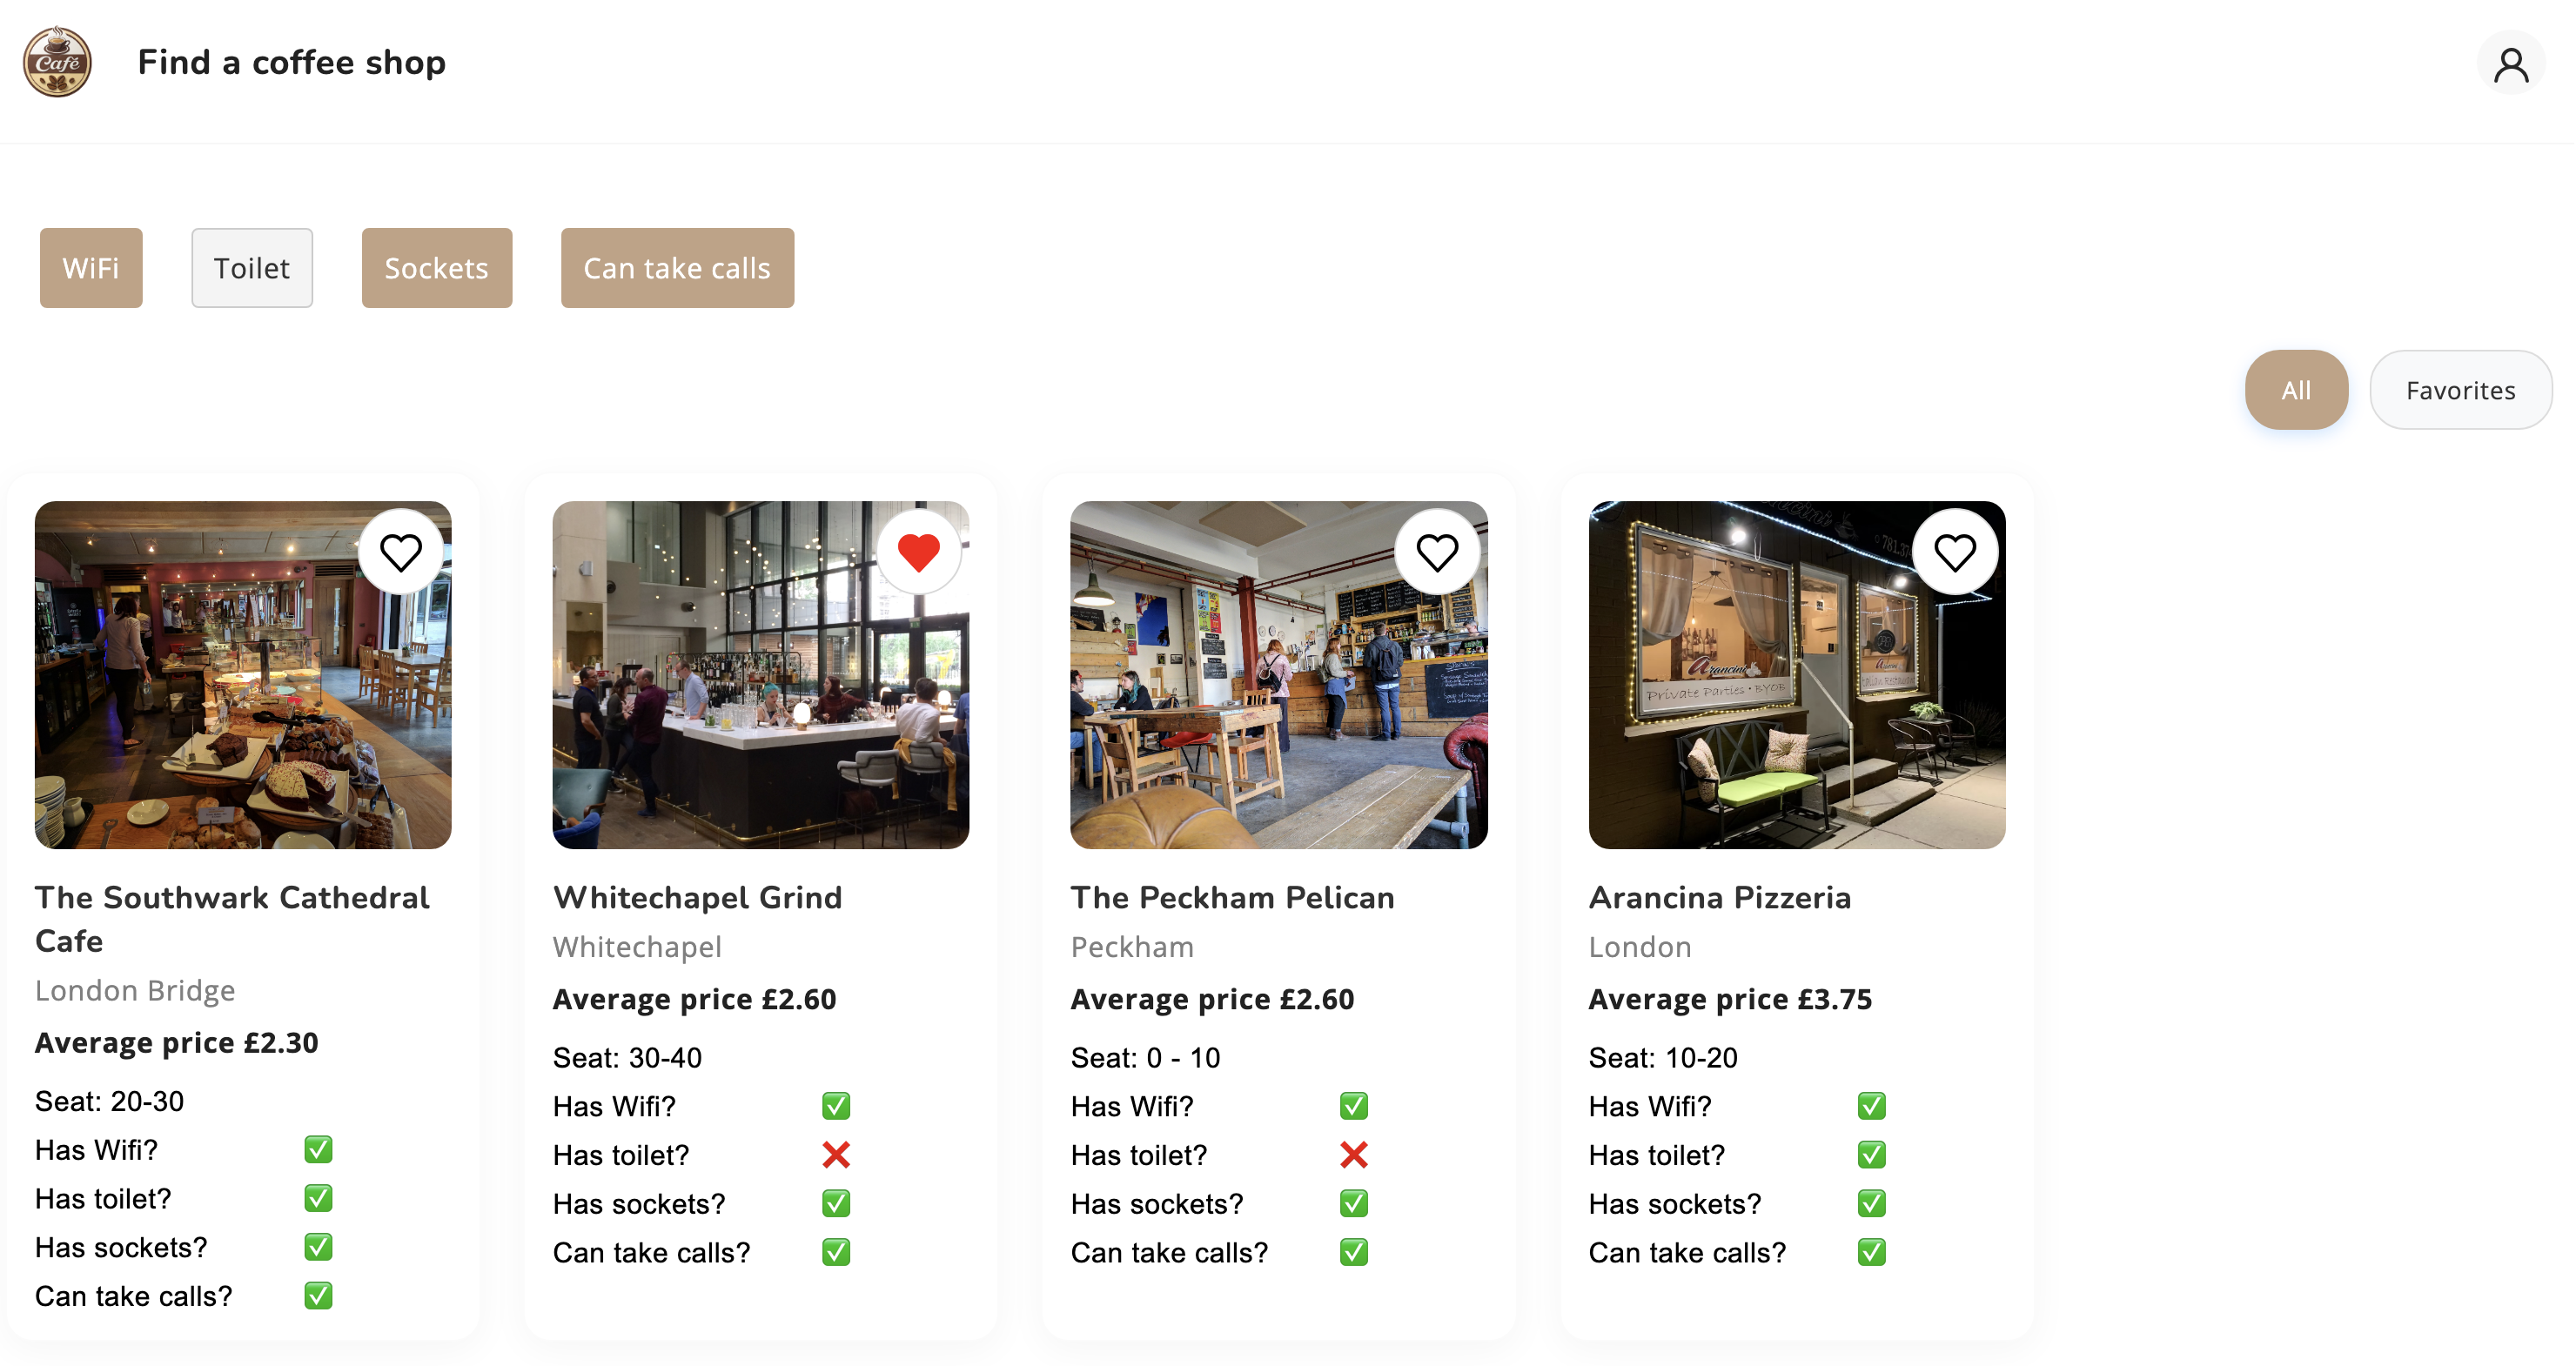 Café
Find a coffee shop
WiFi
Toilet
Sockets
Can take calls
All
Favorites
arancini
Private Parties • BYOB
The Southwark Cathedral
Cafe
London Bridge
Average price £2.30
Seat: 20-30
Has Wifi?
Has toilet?
Has sockets?
Can take calls?
Whitechapel Grind
Whitechapel
Average price £2.60
Seat: 30-40
Has Wifi?
Has toilet?
Has sockets?
Can take calls?
The Peckham Pelican
Peckham
Average price £2.60
Seat: 0 - 10
Has Wifi?
Has toilet?
Has sockets?
Can take calls?
Arancina Pizzeria
London
Average price £3.75
Seat: 10-20
Has Wifi?
Has toilet?
Has sockets?
Can take calls?